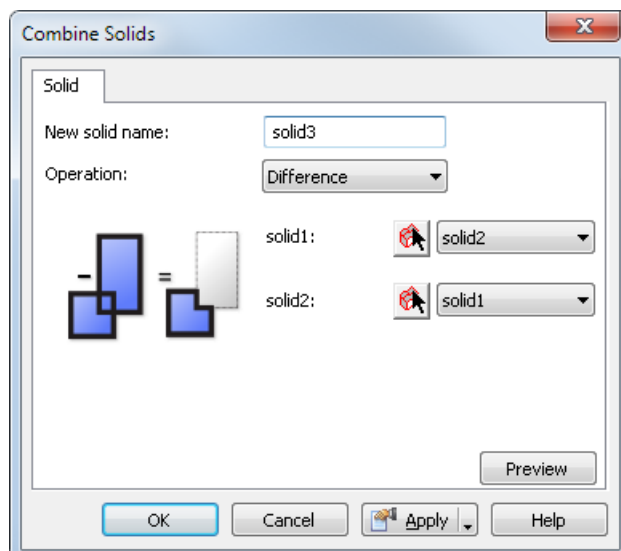 Combine Solids
Solid
New solid name: solid3
Operation: Difference
solid1: solid2
solid2: solid1
- =
Preview
OK Cancel Apply Help